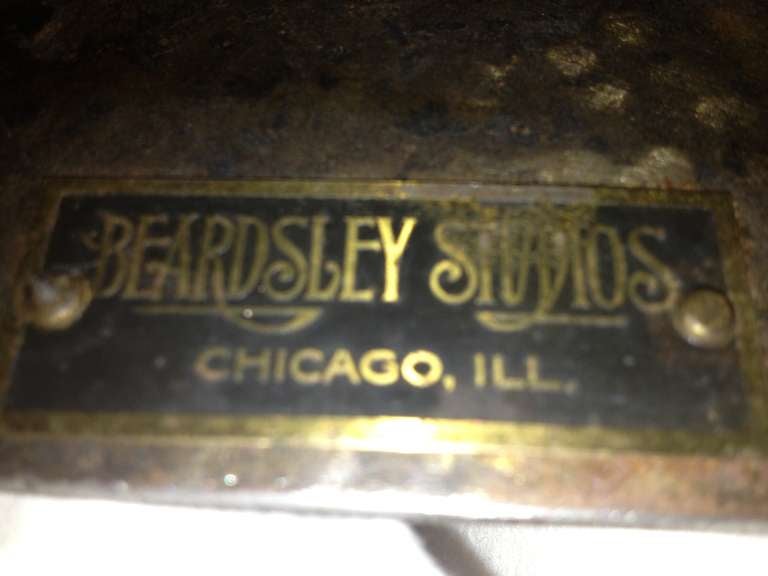 BEARDSLEY STUDIOS
CHICAGO, ILL.